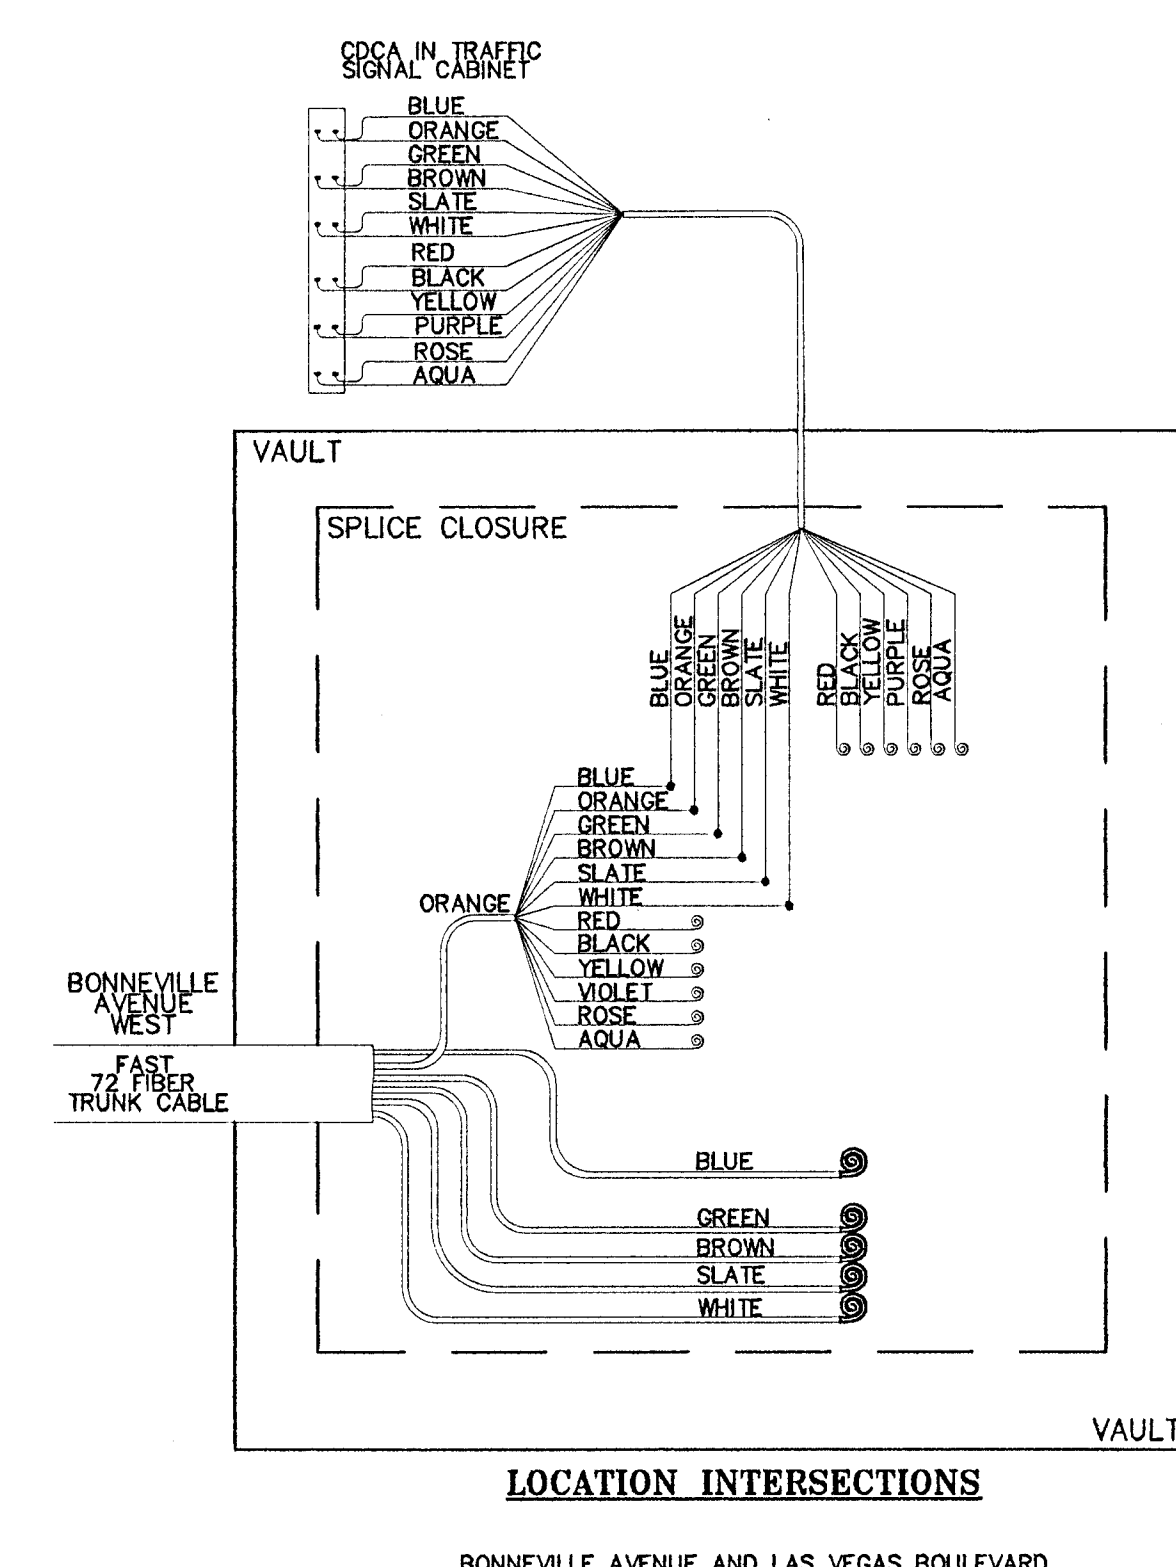 CDCA IN TRAFFIC
SIGNAL CABINET
BLUE
ORANGE
GREEN
BROWN
SLATE
WHITE
RED
BLACK
YELLOW
PURPLE
ROSE
AQUA
VAULT
SPLICE CLOSURE
BLUE
ORANGE
GREEN
BROWN
SLATE
WHITE
RED
BLACK
YELLOW
PURPLE
ROSE
AQUA
BLUE
ORANGE
GREEN
BROWN
SLATE
WHITE
RED
BLACK
YELLOW
VIOLET
ROSE
AQUA
ORANGE
BONNEVILLE
AVENUE
WEST
FAST
72 FIBER
TRUNK CABLE
BLUE
GREEN
BROWN
SLATE
WHITE
VAULT
LOCATION INTERSECTIONS
BONNEVILLE AVENUE AND LAS VEGAS BOULEVARD